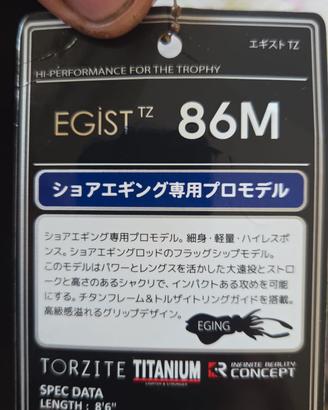 エギスト TZ
HI-PERFORMANCE FOR THE TROPHY
EGiST TZ 86M
ショアエギング専用プロモデル
ショアエギング専用プロモデル。細身・軽量・ハイレスポ
ンス。ショアエギングロッドのフラッグシップモデル。
このモデルはパワーとレングスを活かした大遠投とストロ
ークと高さのあるシャクリで、インパクトある攻めを可能
にする。チタンフレーム&トルザイトリングガイドを搭載。
高級感溢れるグリップデザイン。
EGING
TORZITE TITANIUM KR INFINITE REALITY CONCEPT
SPEC DATA
LENGTH : 8'6"